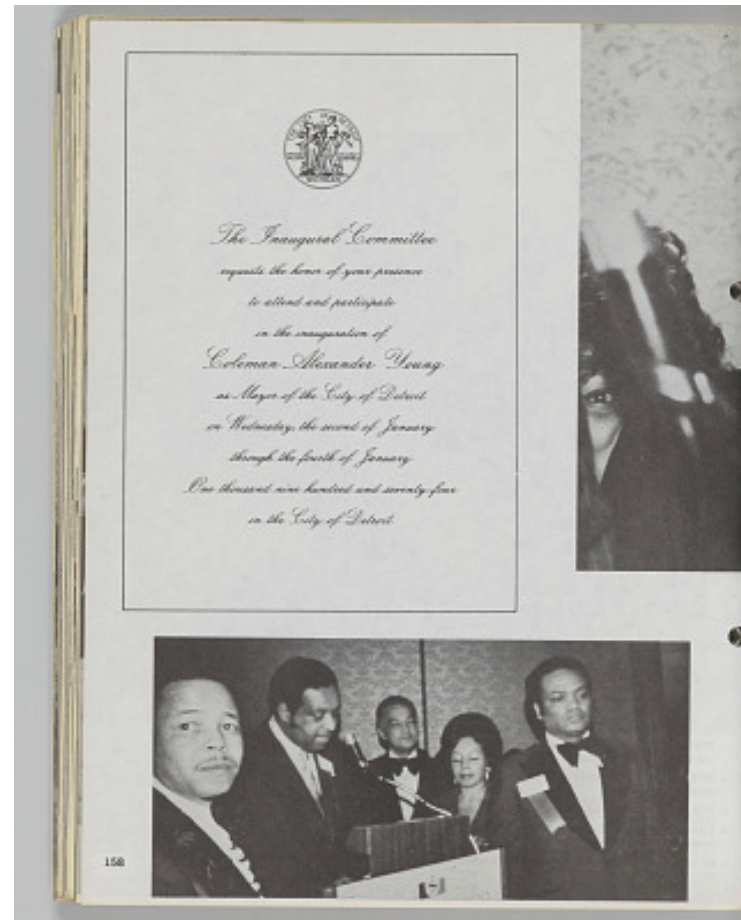 MICHIGAN
The Inaugural Committee
requests the honor of your presence
to attend and participate
in the inauguration of
Coleman Alexander Young
as Mayor of the City of Detroit
on Wednesday, the second of January
through the fourth of January
One thousand nine hundred and seventy-four
in the City of Detroit
158